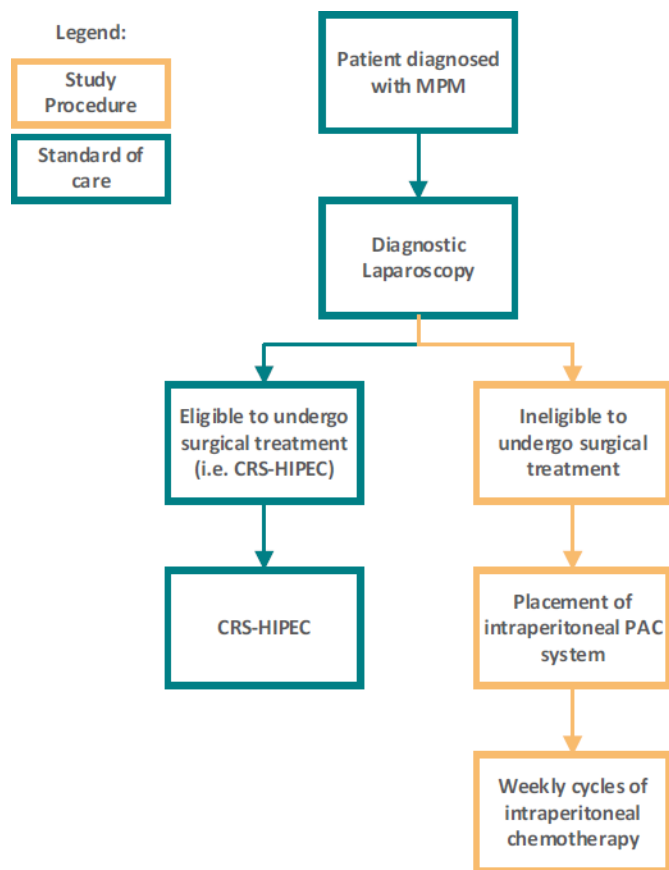 Legend:
Study
Procedure
Standard of
care
Patient diagnosed
with MPM
Diagnostic
Laparoscopy
Eligible to undergo
surgical treatment
(i.e. CRS-HIPEC)
Ineligible to
undergo surgical
treatment
CRS-HIPEC
Placement of
intraperitoneal PAC
system
Weekly cycles of
intraperitoneal
chemotherapy